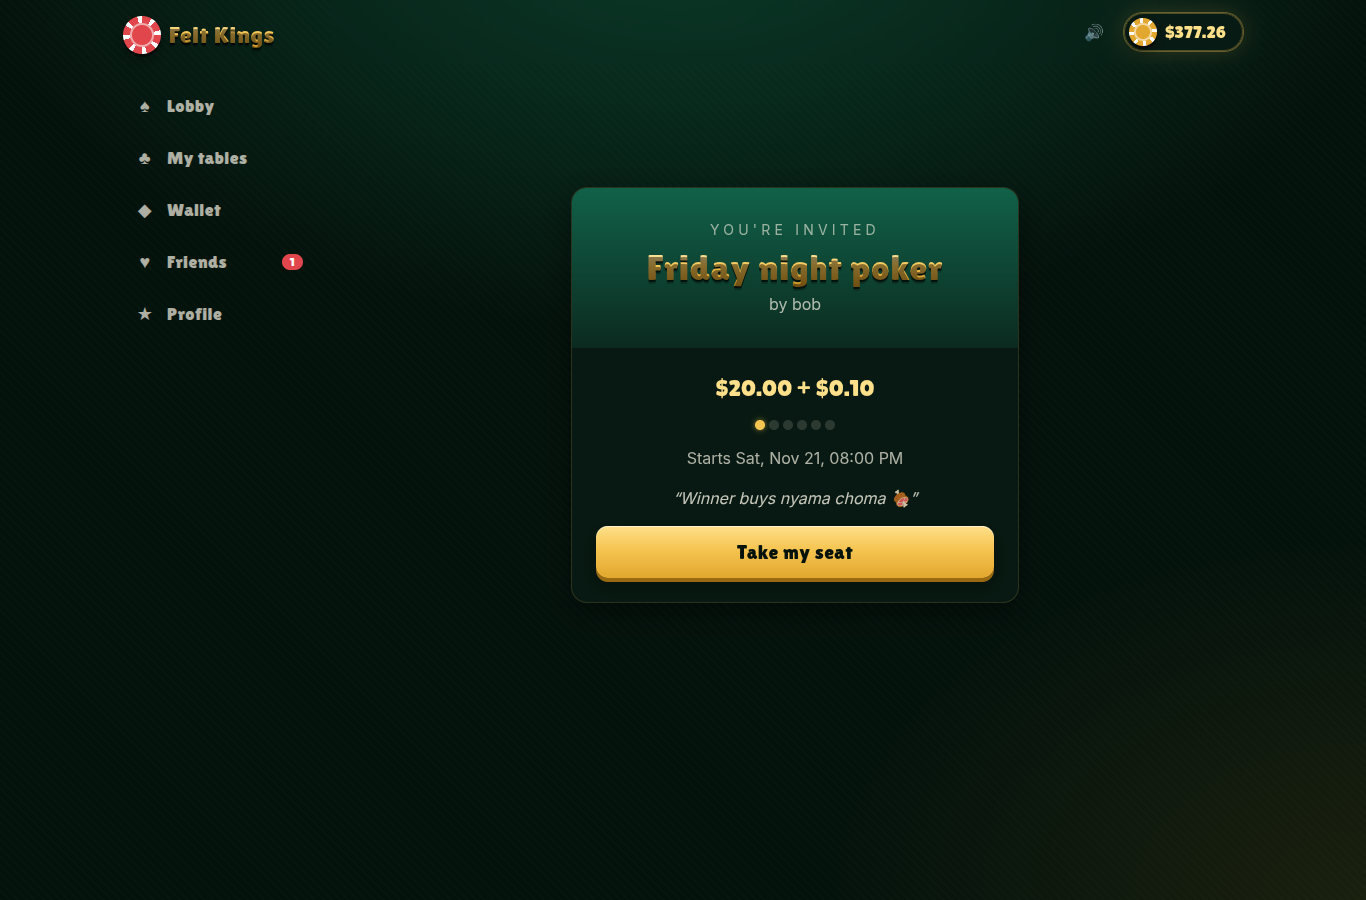 Felt Kings
$377.26
Lobby
My tables
Wallet
Friends 1
Profile
YOU'RE INVITED
Friday night poker
by bob
$20.00 + $0.10
Starts Sat, Nov 21, 08:00 PM
“Winner buys nyama choma 🍖”
Take my seat